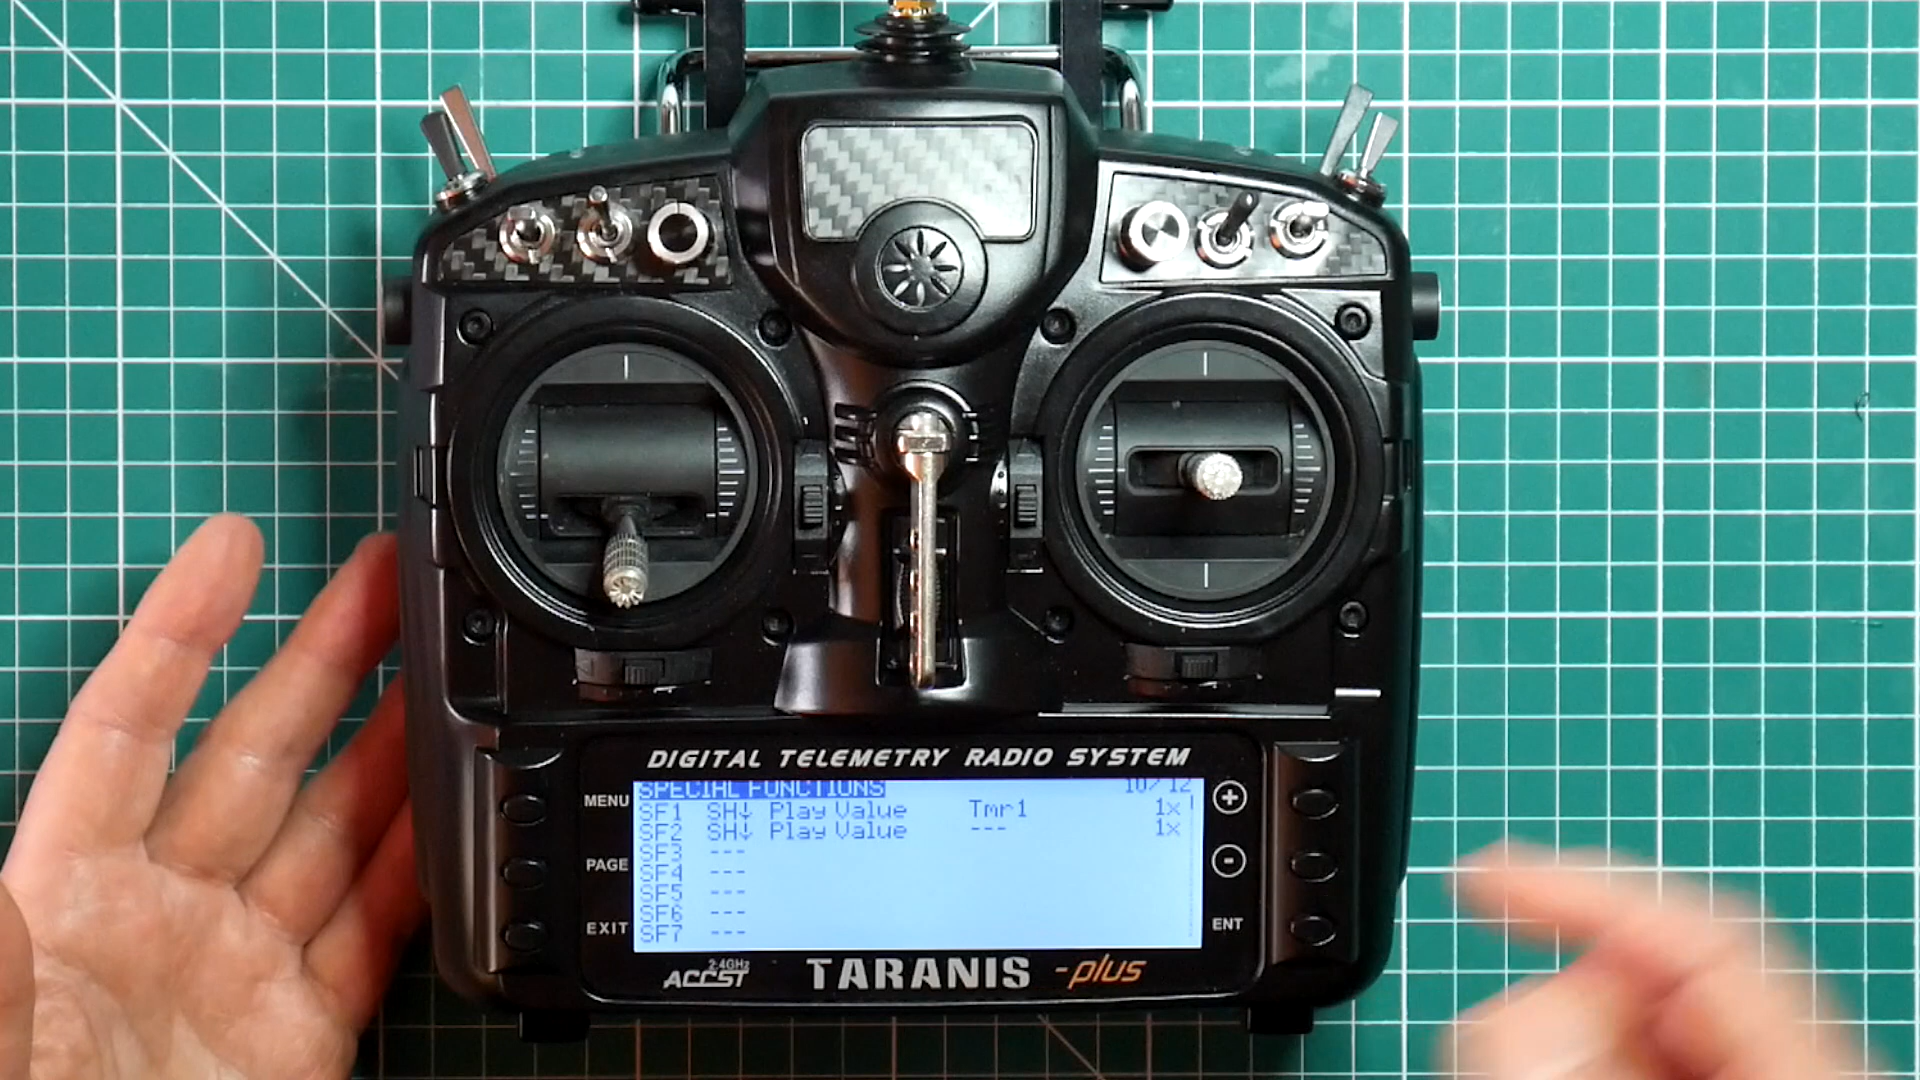 DIGITAL TELEMETRY RADIO SYSTEM
SPECIAL FUNCTIONS 10/12
SF1 SH↓ Play Value Tmr1 1x
SF2 SH↓ Play Value --- 1x
SF3 ---
SF4 ---
SF5 ---
SF6 ---
SF7 ---
MENU
PAGE
EXIT
+
-
ENT
2.4GHz
ACCST
TARANIS -plus